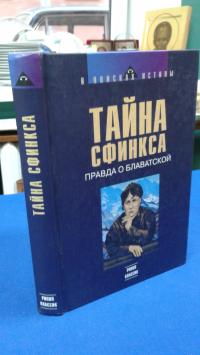 В ПОИСКАХ ИСТИНЫ
ТАЙНА
СФИНКСА
ПРАВДА О БЛАВАТСКОЙ
ТАЙНА СФИНКСА